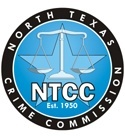 NORTH TEXAS
NTCC
Est. 1950
CRIME COMMISSION